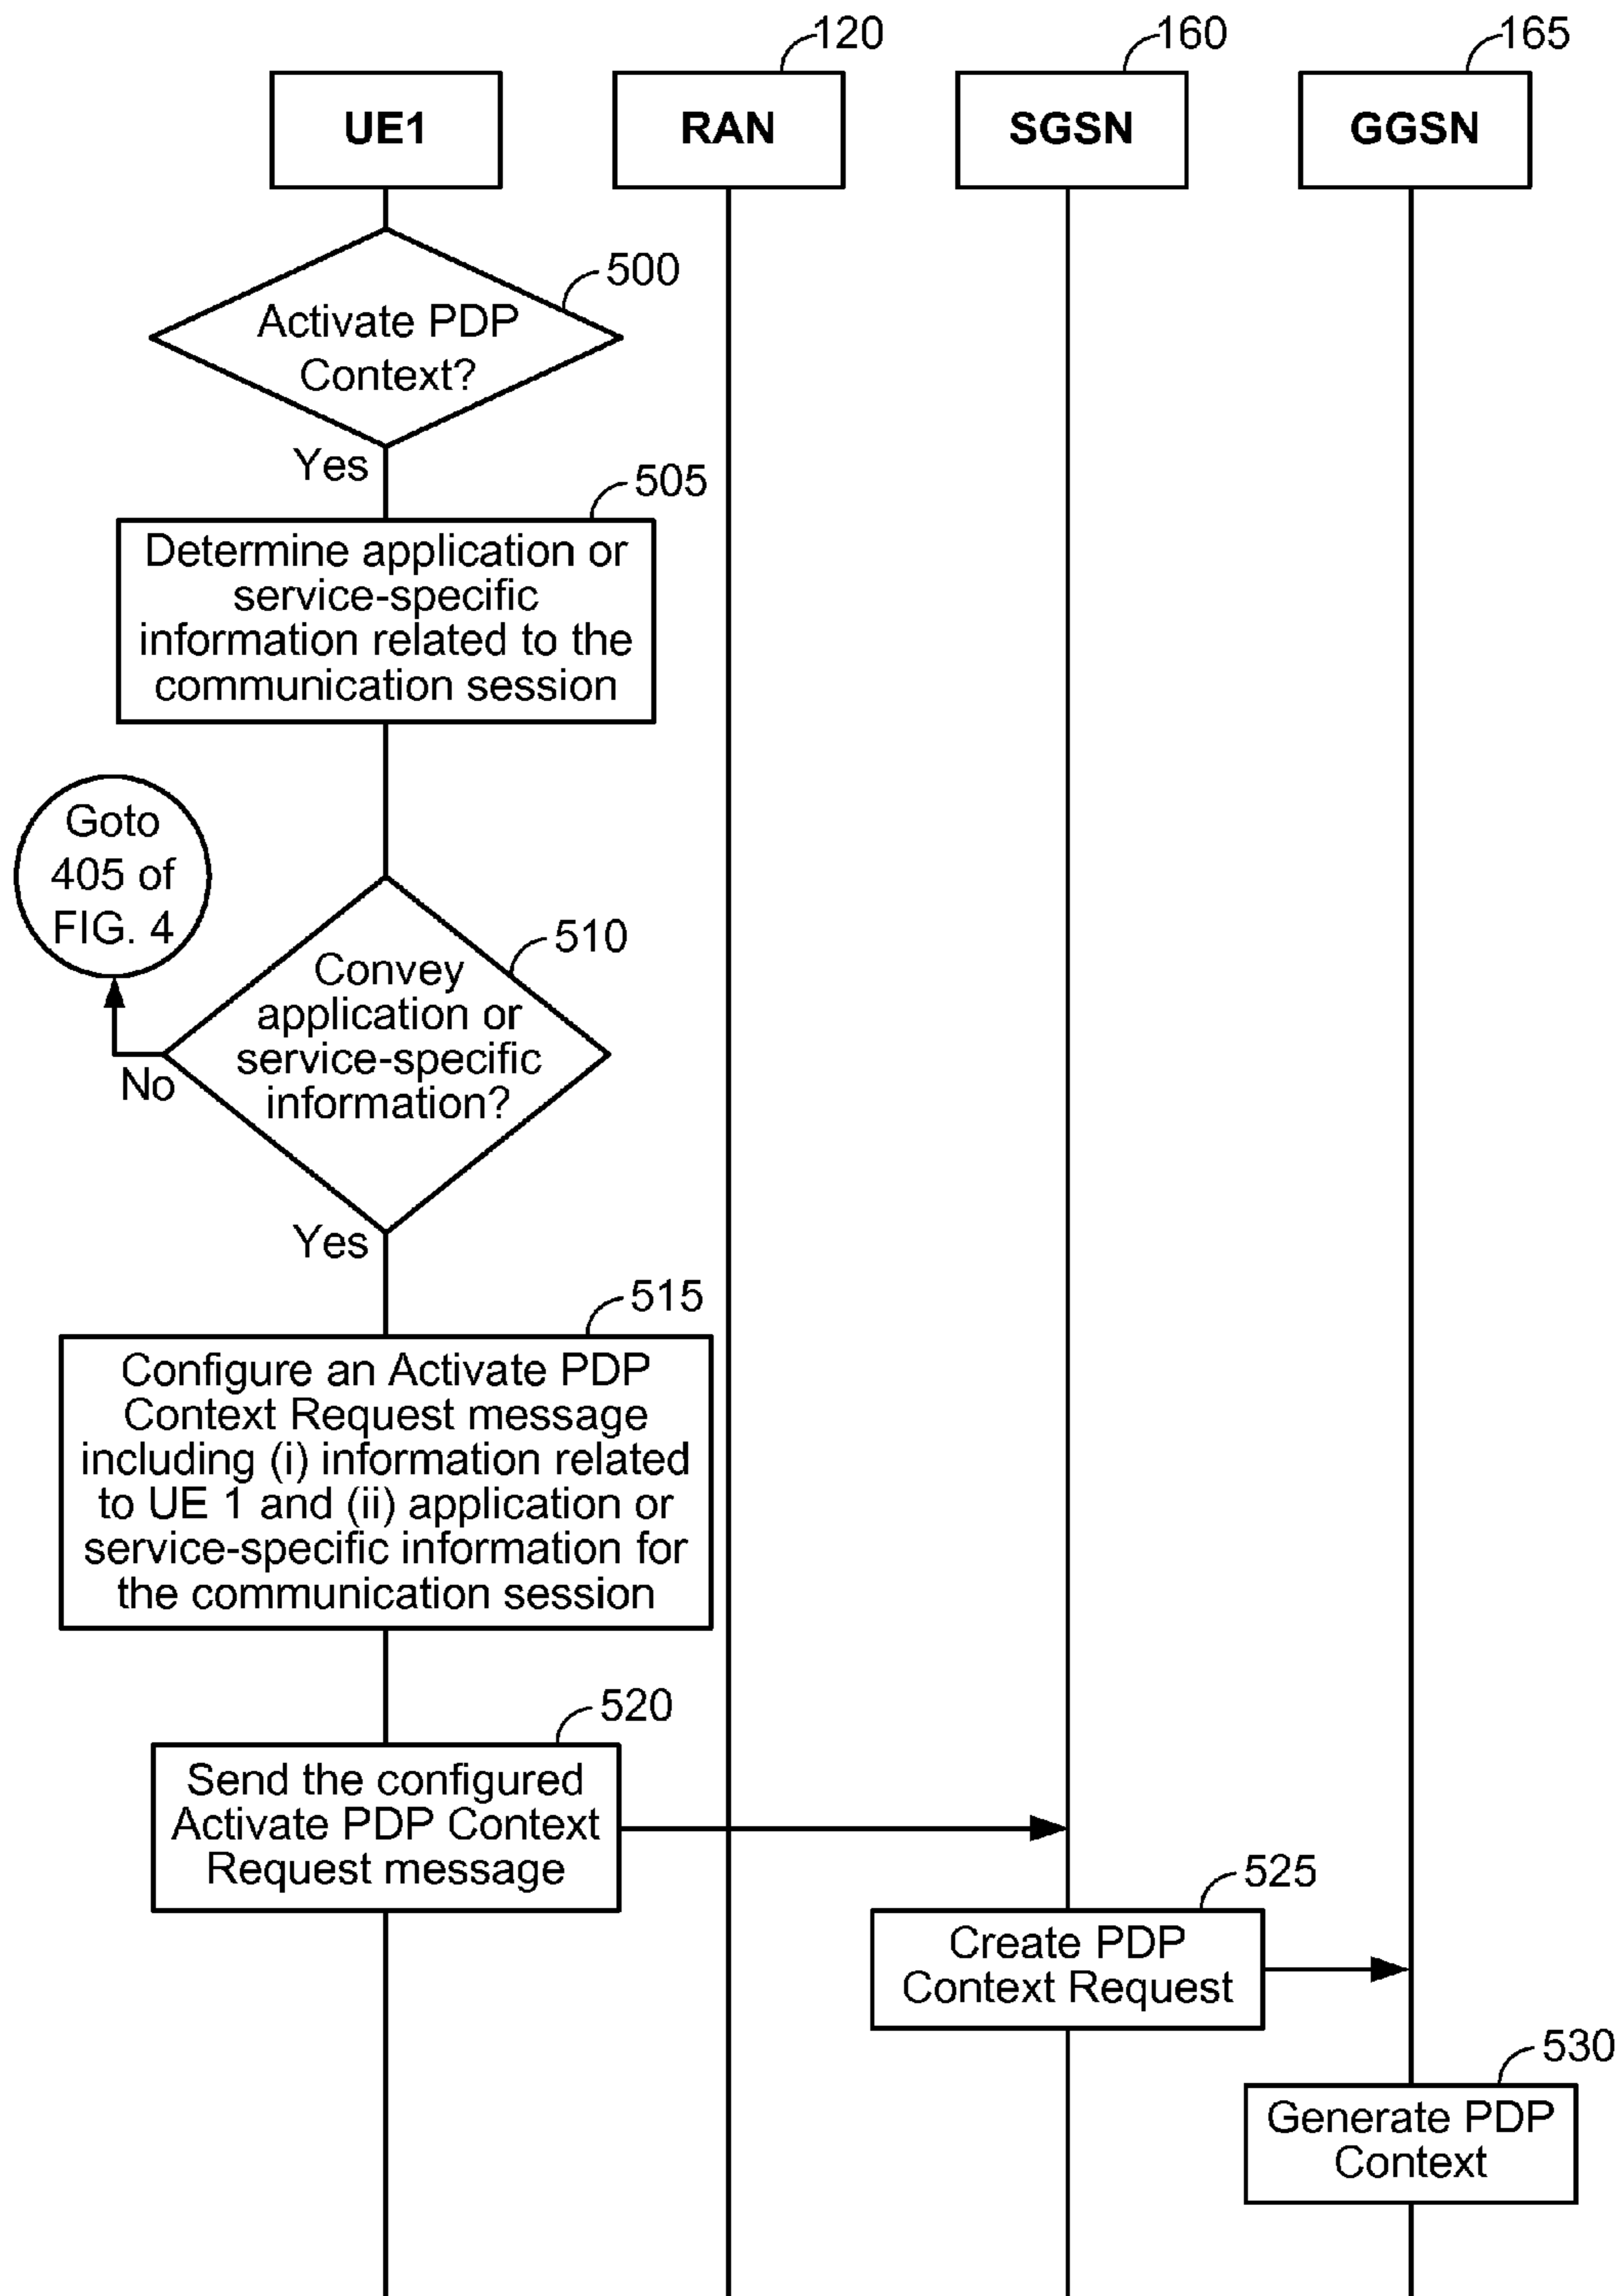 120
160
165
UE1
RAN
SGSN
GGSN
500
Activate PDP
Context?
Yes
505
Determine application or
service-specific
information related to the
communication session
Goto
405 of
FIG. 4
510
Convey
application or
service-specific
information?
No
Yes
515
Configure an Activate PDP
Context Request message
including (i) information related
to UE 1 and (ii) application or
service-specific information for
the communication session
520
Send the configured
Activate PDP Context
Request message
525
Create PDP
Context Request
530
Generate PDP
Context